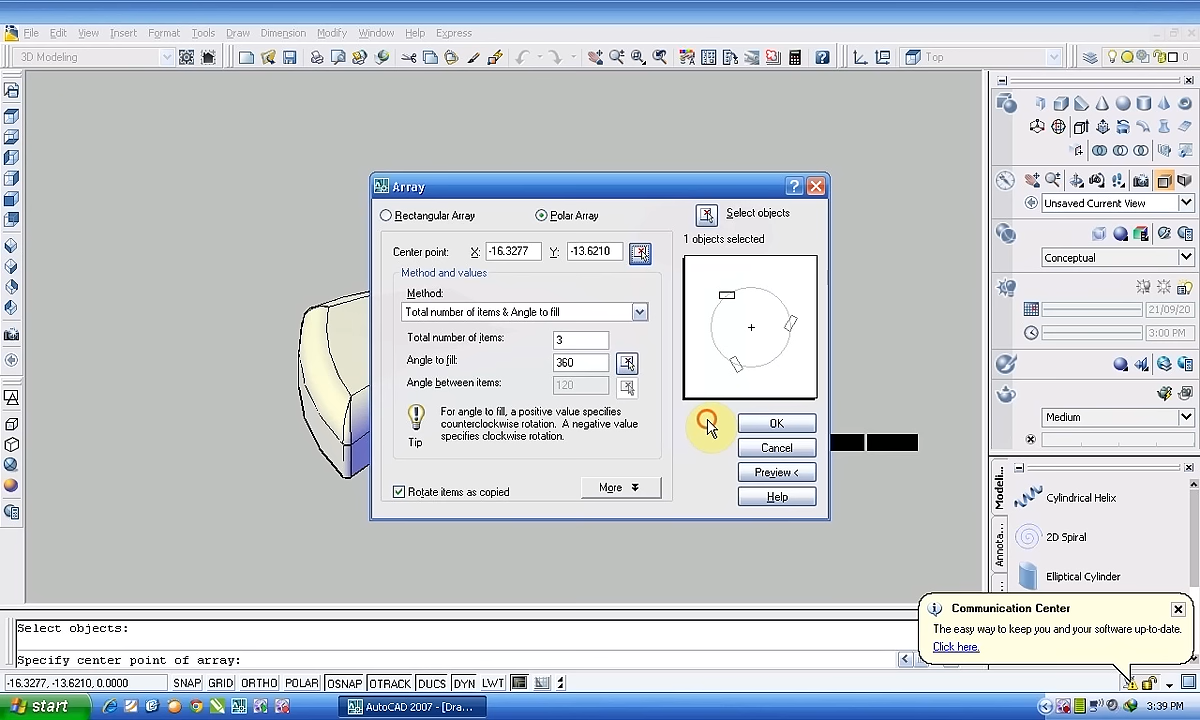 File Edit View Insert Format Tools Draw Dimension Modify Window Help Express
3D Modeling
Top
0
Array
Rectangular Array
Polar Array
Select objects
1 objects selected
Center point: X: -16.3277 Y: -13.6210
Method and values
Method:
Total number of items & Angle to fill
Total number of items: 3
Angle to fill: 360
Angle between items: 120
For angle to fill, a positive value specifies
counterclockwise rotation. A negative value
specifies clockwise rotation.
Tip
Rotate items as copied
More
OK
Cancel
Preview <
Help
Unsaved Current View
Conceptual
21/09/20
3:00 PM
Medium
Modeli...
Annota...
Cylindrical Helix
2D Spiral
Elliptical Cylinder
Communication Center
The easy way to keep you and your software up-to-date.
Click here.
Select objects:
Specify center point of array:
-16.3277, -13.6210, 0.0000
SNAP GRID ORTHO POLAR OSNAP OTRACK DUCS DYN LWT
start
AutoCAD 2007 - [Dra...
3:39 PM